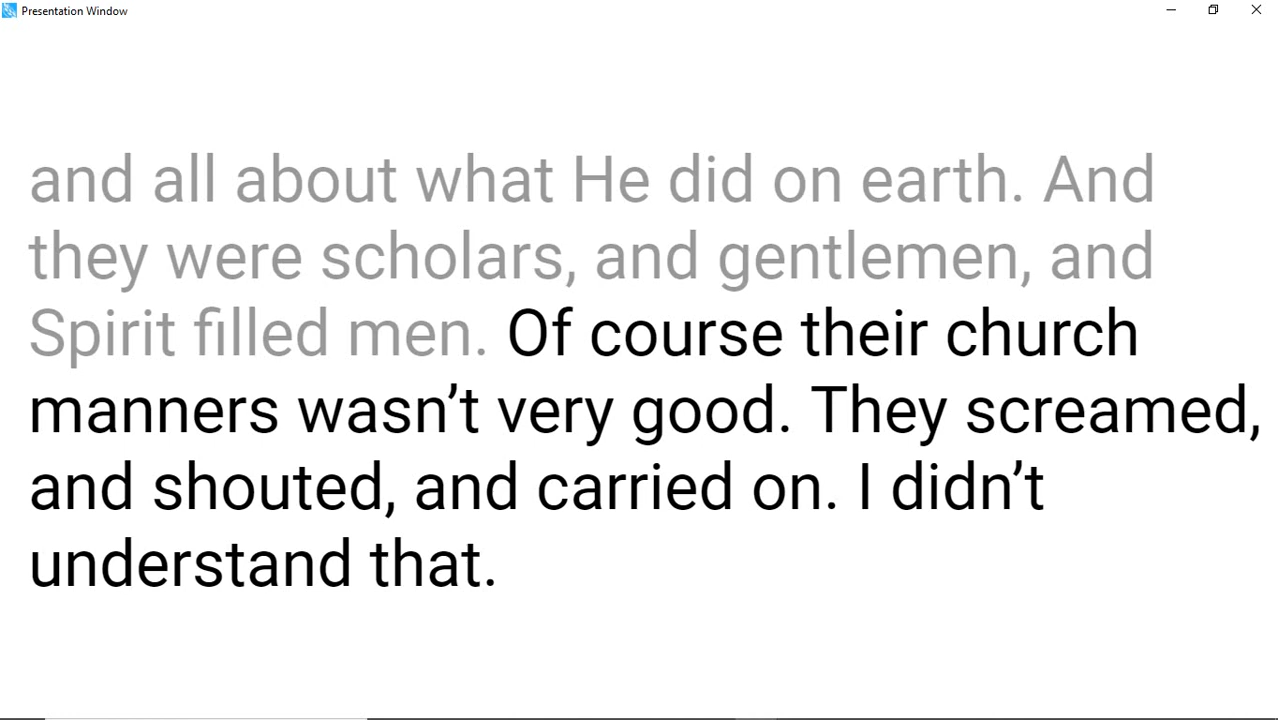 Presentation Window
and all about what He did on earth. And
they were scholars, and gentlemen, and
Spirit filled men. Of course their church
manners wasn’t very good. They screamed,
and shouted, and carried on. I didn’t
understand that.